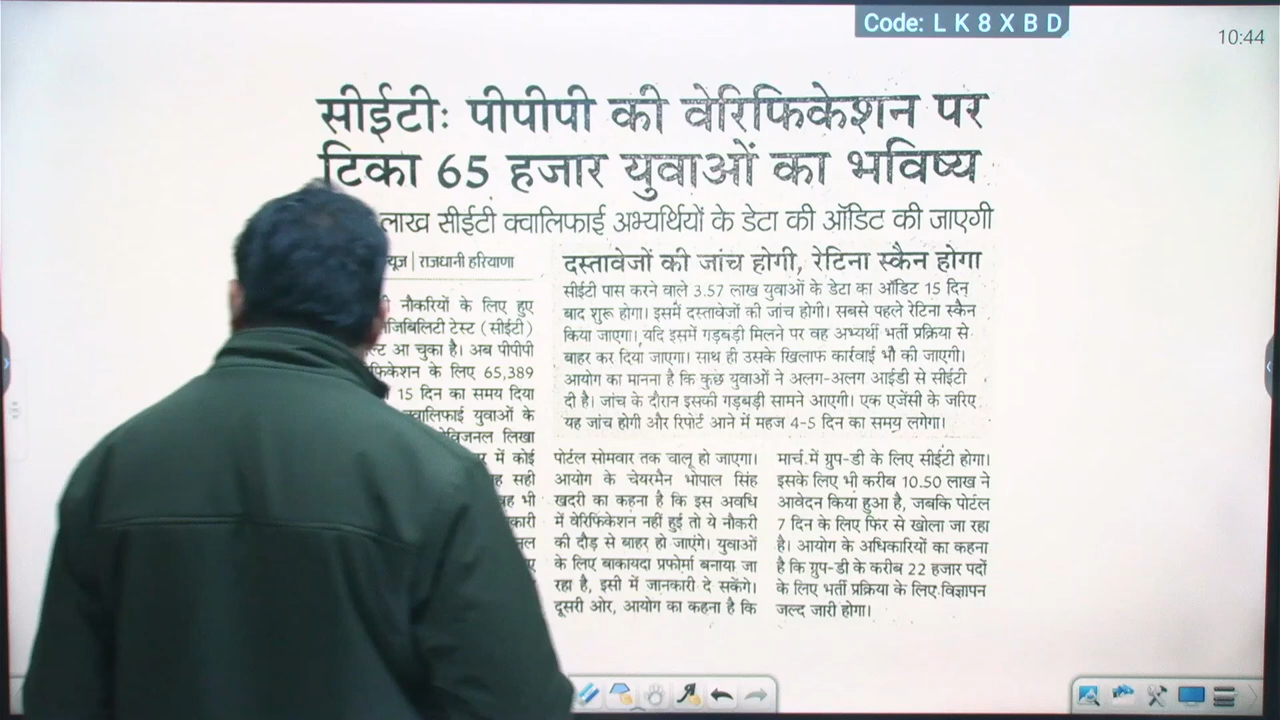 Code: L K 8 X B D
10:44
सीईटीः पीपीपी की वेरिफिकेशन पर
टिका 65 हजार युवाओं का भविष्य
लाख सीईटी क्वालिफाई अभ्यर्थियों के डेटा की ऑडिट की जाएगी
राजधानी हरियाणा
नौकरियों के लिए हुए
टेस्ट (सीईटी)
आ चुका है। अब पीपीपी
के लिए 65,389
15 दिन का समय दिया
युवाओं के
लिखा
में कोई
सही
भी
दस्तावेजों की जांच होगी, रेटिना स्कैन होगा
सीईटी पास करने वाले 3.57 लाख युवाओं के डेटा का ऑडिट 15 दिन
बाद शुरू होगा। इसमें दस्तावेजों की जांच होगी। सबसे पहले रेटिना स्कैन
किया जाएगा। यदि इसमें गड़बड़ी मिलने पर वह अभ्यर्थी भर्ती प्रक्रिया से
बाहर कर दिया जाएगा। साथ ही उसके खिलाफ कार्रवाई भी की जाएगी।
आयोग का मानना है कि कुछ युवाओं ने अलग-अलग आईडी से सीईटी
दी है। जांच के दौरान इसकी गड़बड़ी सामने आएगी। एक एजेंसी के जरिए
यह जांच होगी और रिपोर्ट आने में महज 4-5 दिन का समय लगेगा।
पोर्टल सोमवार तक चालू हो जाएगा।
आयोग के चेयरमैन भोपाल सिंह
खदरी का कहना है कि इस अवधि
में वेरिफिकेशन नहीं हुई तो ये नौकरी
की दौड़ से बाहर हो जाएंगे। युवाओं
के लिए बाकायदा प्रफोर्मा बनाया जा
रहा है, इसी में जानकारी दे सकेंगे।
दूसरी ओर, आयोग का कहना है कि
मार्च में ग्रुप-डी के लिए सीईटी होगा।
इसके लिए भी करीब 10.50 लाख ने
आवेदन किया हुआ है, जबकि पोर्टल
7 दिन के लिए फिर से खोला जा रहा
है। आयोग के अधिकारियों का कहना
है कि ग्रुप-डी के करीब 22 हजार पदों
के लिए भर्ती प्रक्रिया के लिए विज्ञापन
जल्द जारी होगा।